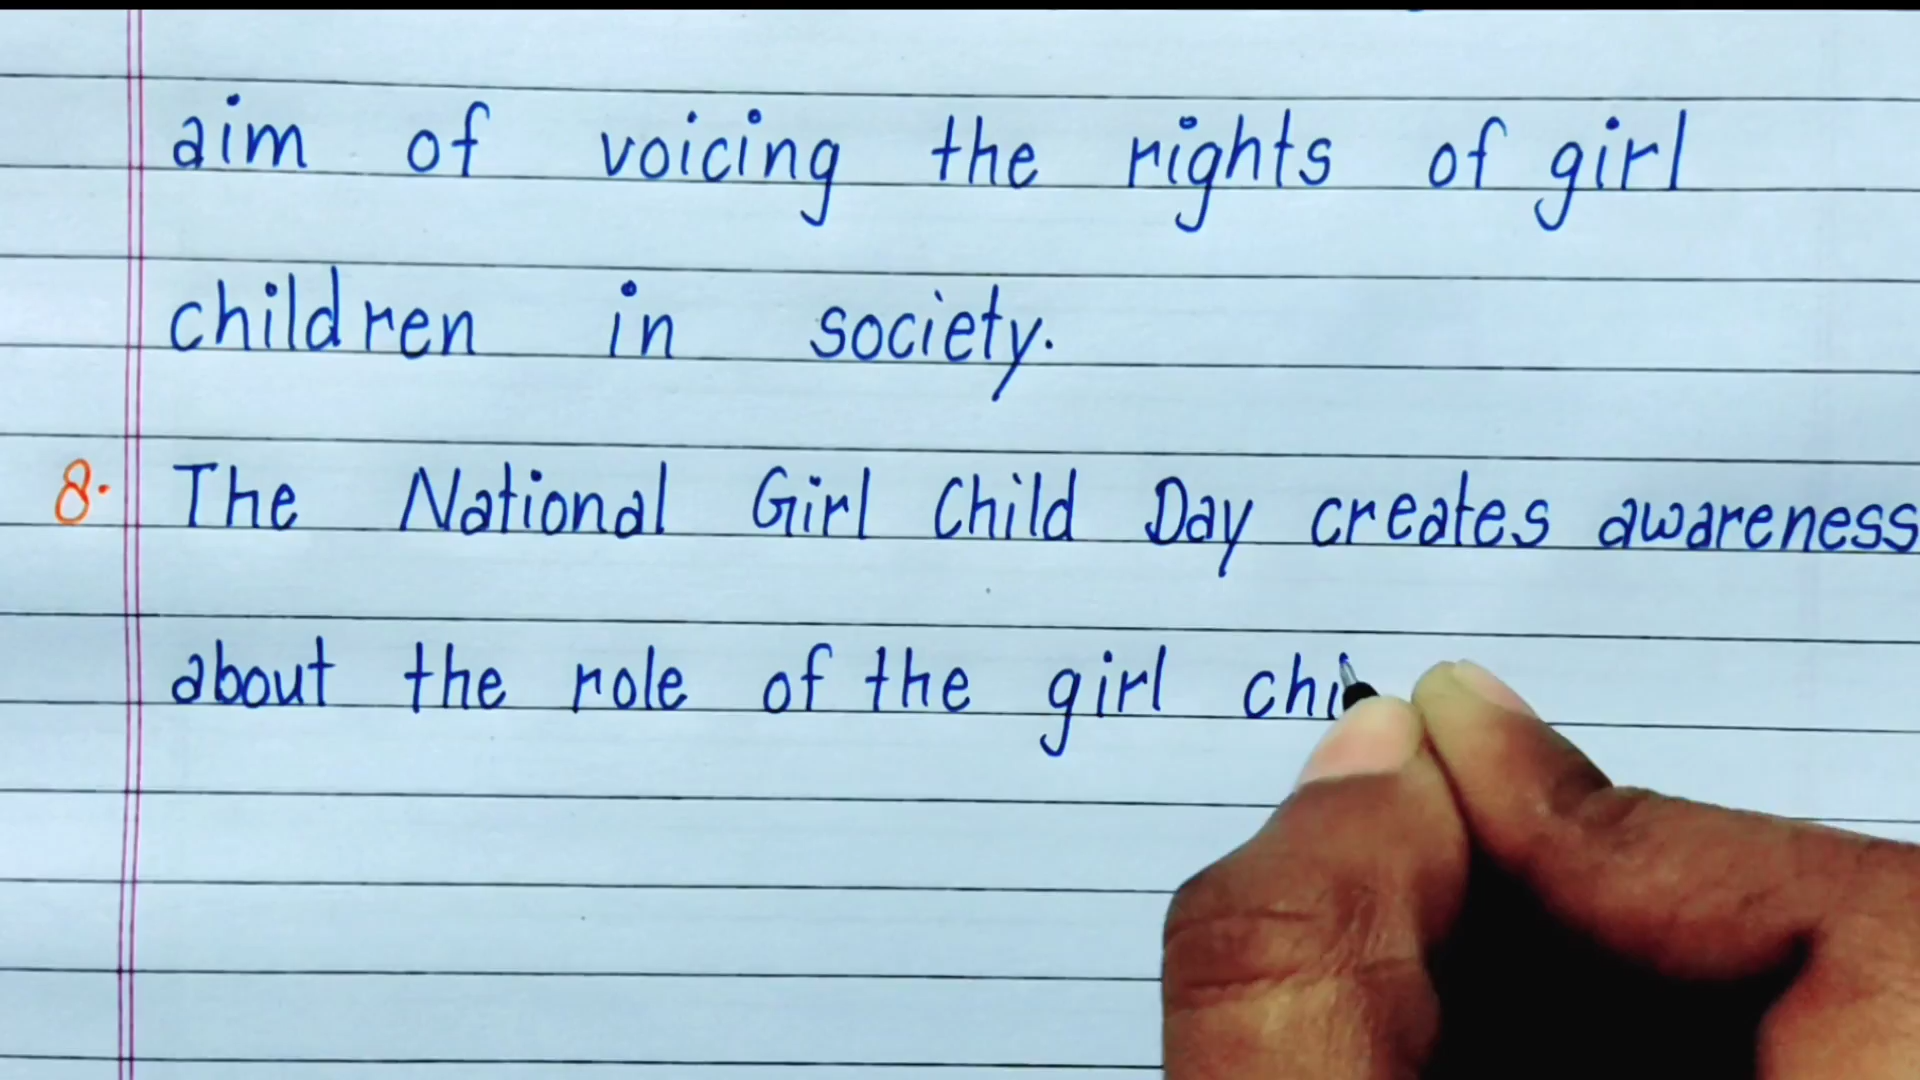 aim of voicing the rights of girl
children in society.
8. The National Girl Child Day creates awareness
about the role of the girl chi